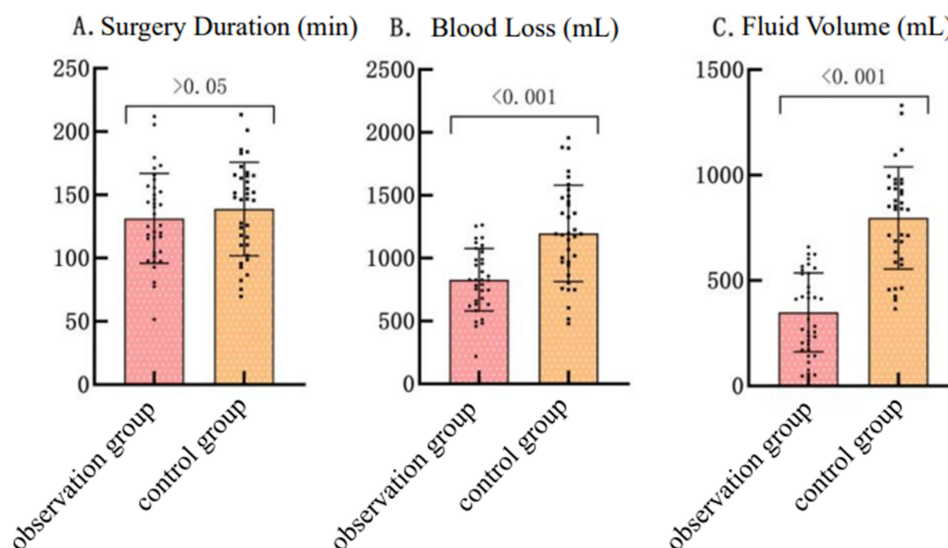 A. Surgery Duration (min)
>0.05
250
200
150
100
50
0
observation group
control group
B. Blood Loss (mL)
<0.001
2500
2000
1500
1000
500
0
observation group
control group
C. Fluid Volume (mL)
<0.001
1500
1000
500
0
observation group
control group